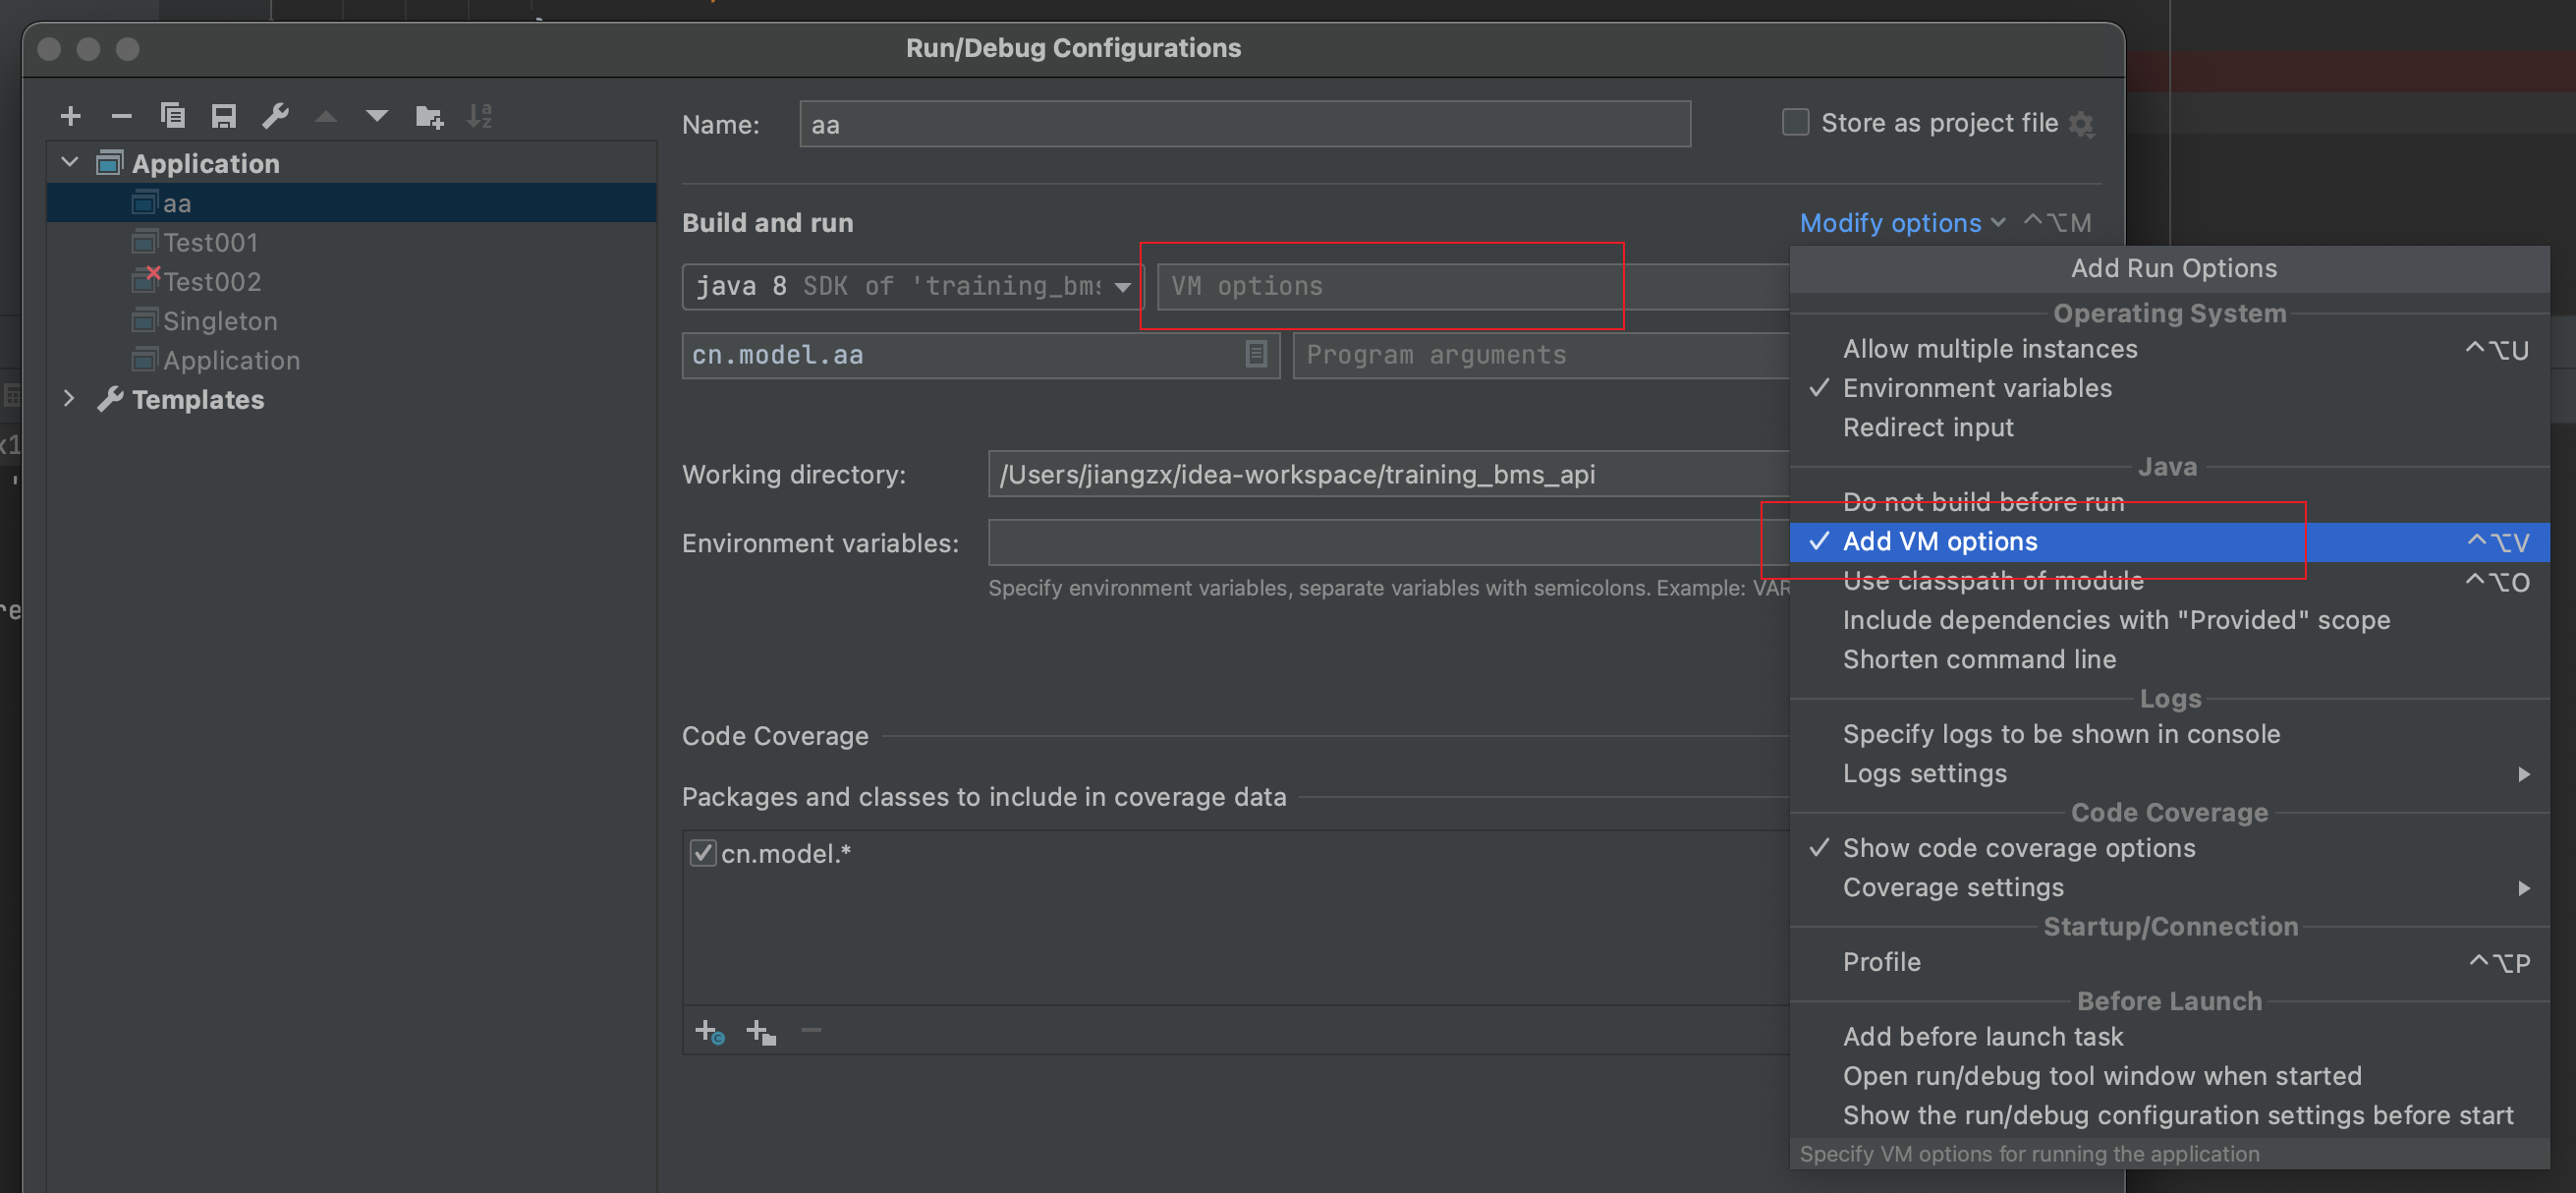 Run/Debug Configurations
Name:
aa
Store as project file
Application
aa
Test001
Test002
Singleton
Application
Templates
Build and run
Modify options
⌃⌥M
java 8 SDK of 'training_bms
VM options
cn.model.aa
Program arguments
Working directory:
/Users/jiangzx/idea-workspace/training_bms_api
Environment variables:
Specify environment variables, separate variables with semicolons. Example: VAR
Code Coverage
Packages and classes to include in coverage data
cn.model.*
Add Run Options
Operating System
Allow multiple instances ⌃⌥U
Environment variables
Redirect input
Java
Do not build before run
Add VM options ⌃⌥V
Use classpath of module ⌃⌥O
Include dependencies with "Provided" scope
Shorten command line
Logs
Specify logs to be shown in console
Logs settings
Code Coverage
Show code coverage options
Coverage settings
Startup/Connection
Profile ⌃⌥P
Before Launch
Add before launch task
Open run/debug tool window when started
Show the run/debug configuration settings before start
Specify VM options for running the application